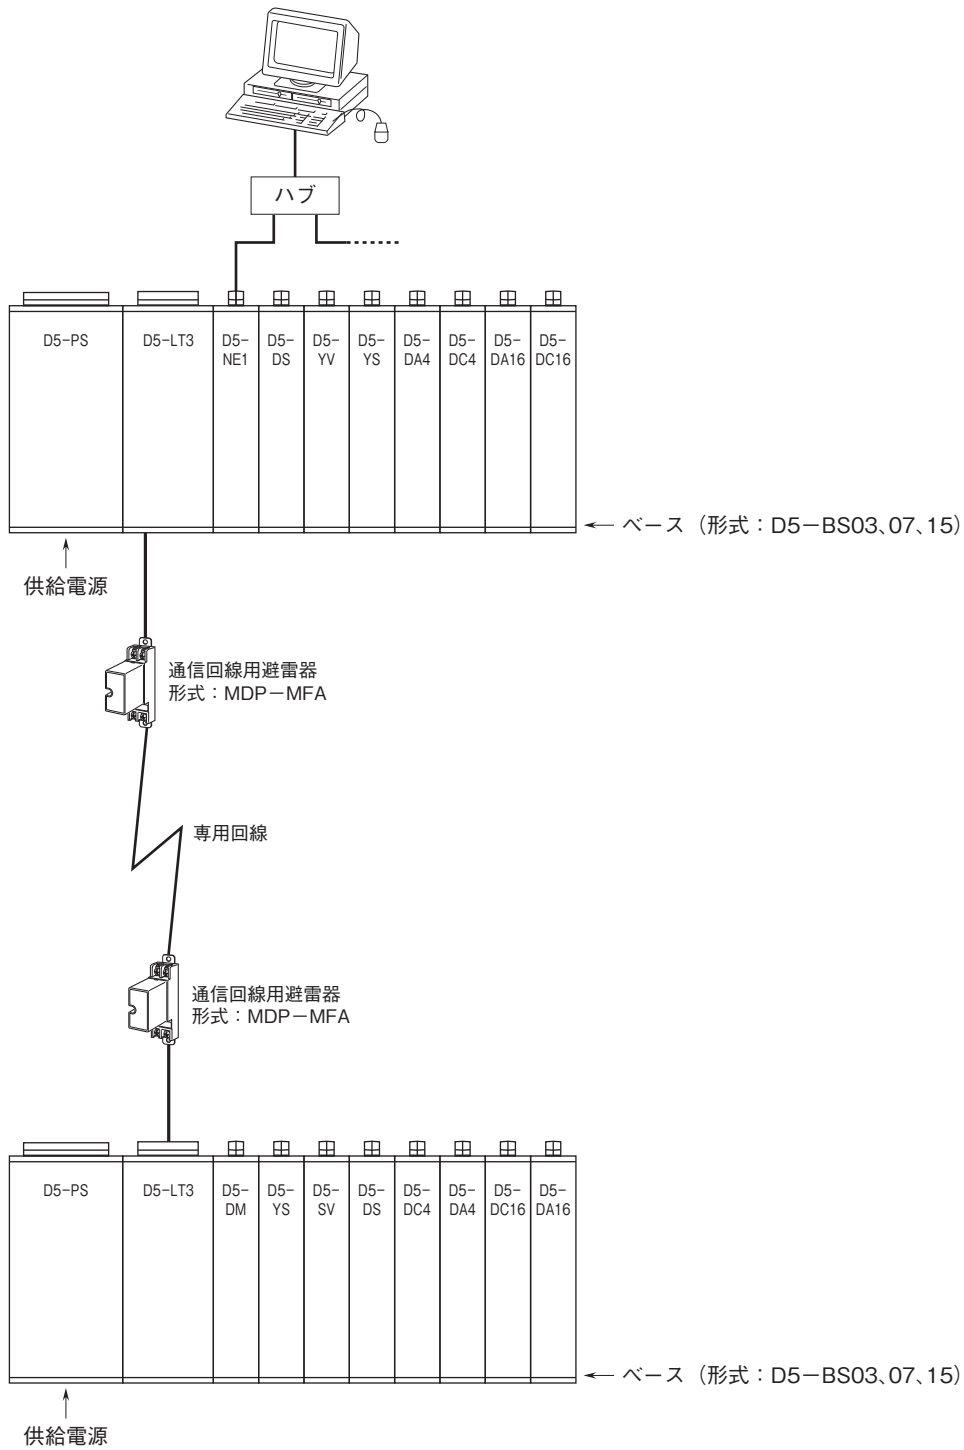 ハブ
D5-PS
D5-LT3
D5-
NE1
D5-
DS
D5-
YV
D5-
YS
D5-
DA4
D5-
DC4
D5-
DA16
D5-
DC16
ベース（形式：D5－BS03、07、15）
供給電源
通信回線用避雷器
形式：MDP－MFA
専用回線
通信回線用避雷器
形式：MDP－MFA
D5-PS
D5-LT3
D5-
DM
D5-
YS
D5-
SV
D5-
DS
D5-
DC4
D5-
DA4
D5-
DC16
D5-
DA16
ベース（形式：D5－BS03、07、15）
供給電源